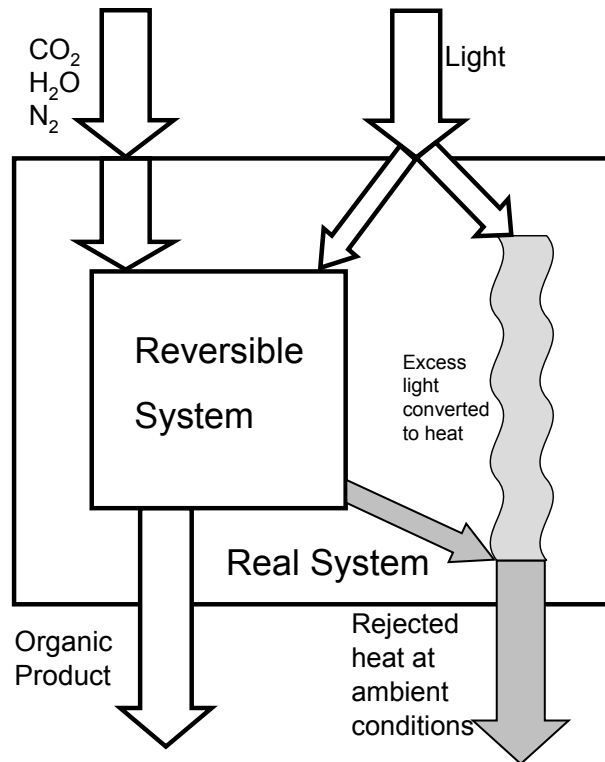 CO₂
H₂O
N₂
Light
Reversible
System
Excess
light
converted
to heat
Real System
Organic
Product
Rejected
heat at
ambient
conditions